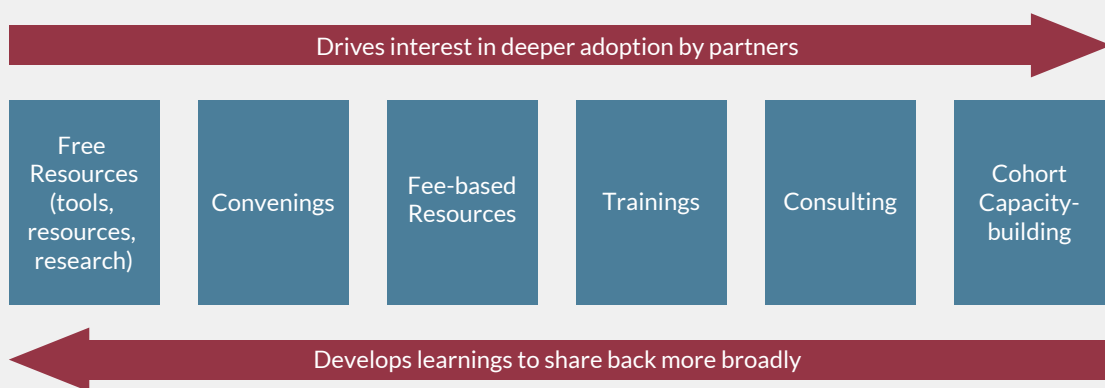 Drives interest in deeper adoption by partners
Free
Resources
(tools,
resources,
research)
Convenings
Fee-based
Resources
Trainings
Consulting
Cohort
Capacity-
building
Develops learnings to share back more broadly